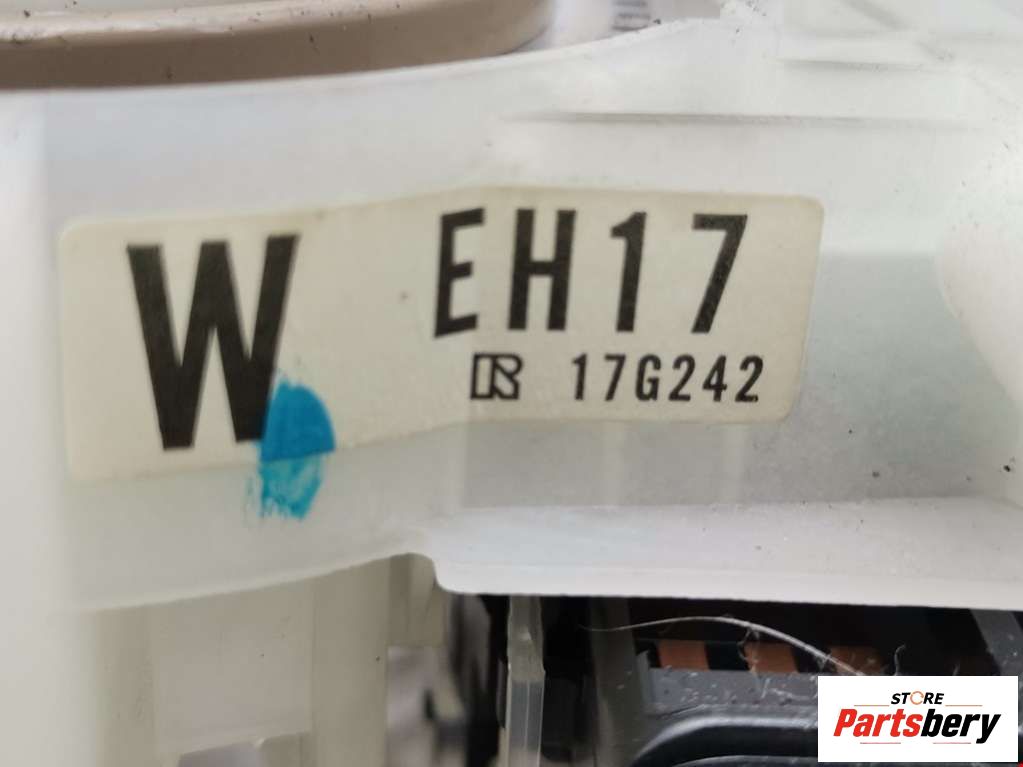 W EH17
17G242
STORE
Partsbery